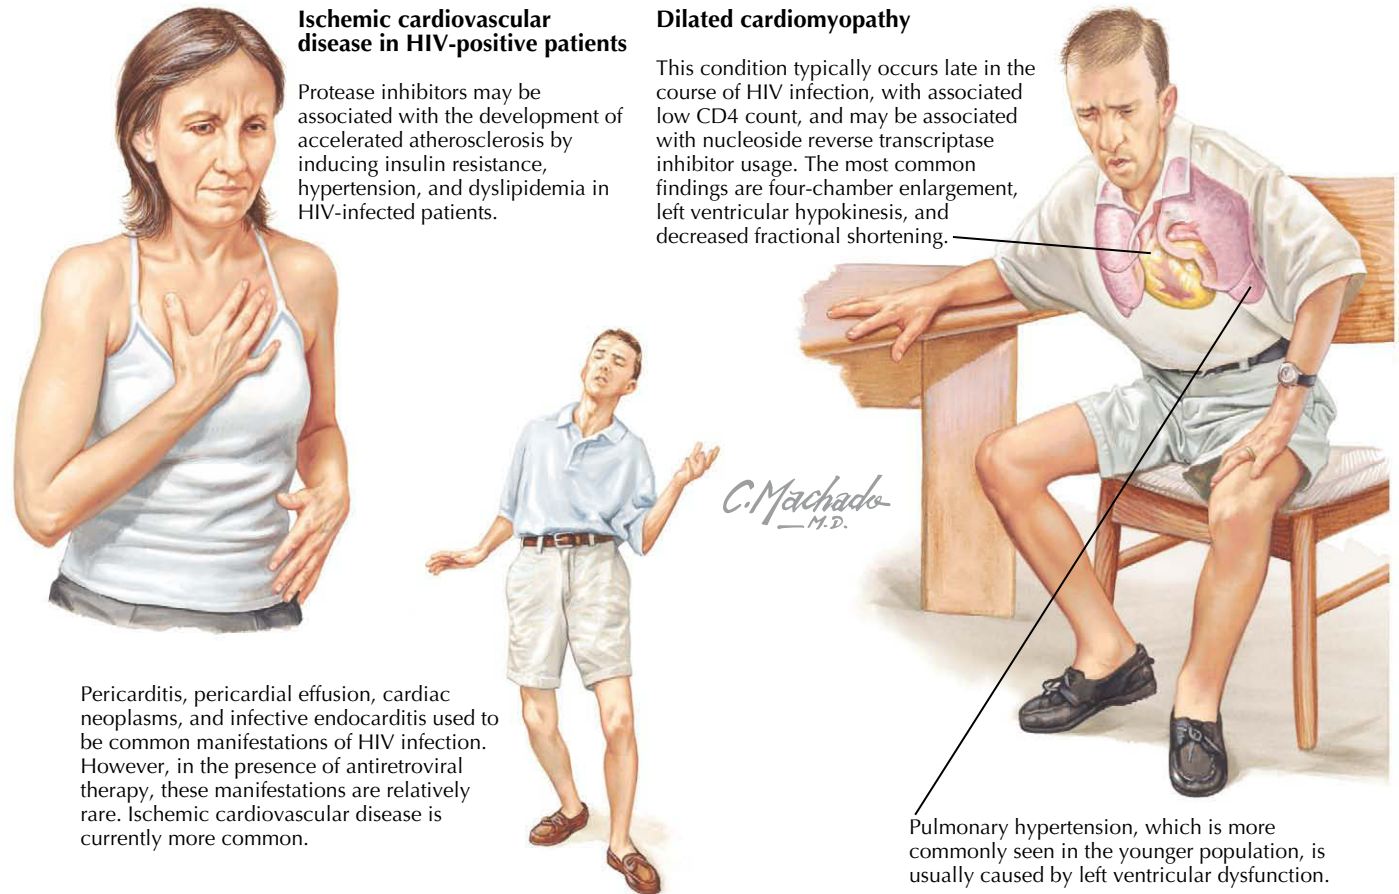 Ischemic cardiovascular
disease in HIV-positive patients
Protease inhibitors may be
associated with the development of
accelerated atherosclerosis by
inducing insulin resistance,
hypertension, and dyslipidemia in
HIV-infected patients.
Dilated cardiomyopathy
This condition typically occurs late in the
course of HIV infection, with associated
low CD4 count, and may be associated
with nucleoside reverse transcriptase
inhibitor usage. The most common
findings are four-chamber enlargement,
left ventricular hypokinesis, and
decreased fractional shortening.
C.Machado
M.D.
Pericarditis, pericardial effusion, cardiac
neoplasms, and infective endocarditis used to
be common manifestations of HIV infection.
However, in the presence of antiretroviral
therapy, these manifestations are relatively
rare. Ischemic cardiovascular disease is
currently more common.
Pulmonary hypertension, which is more
commonly seen in the younger population, is
usually caused by left ventricular dysfunction.